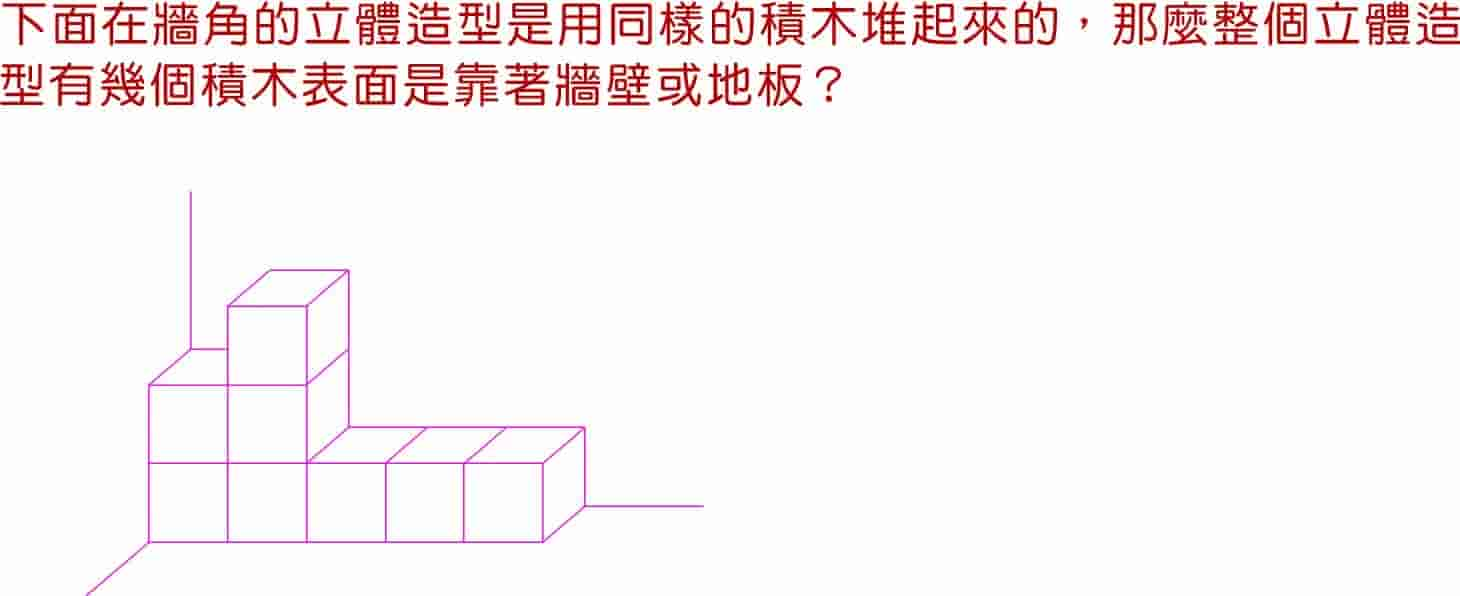 下面在牆角的立體造型是用同樣的積木堆起來的，那麼整個立體造
型有幾個積木表面是靠著牆壁或地板？